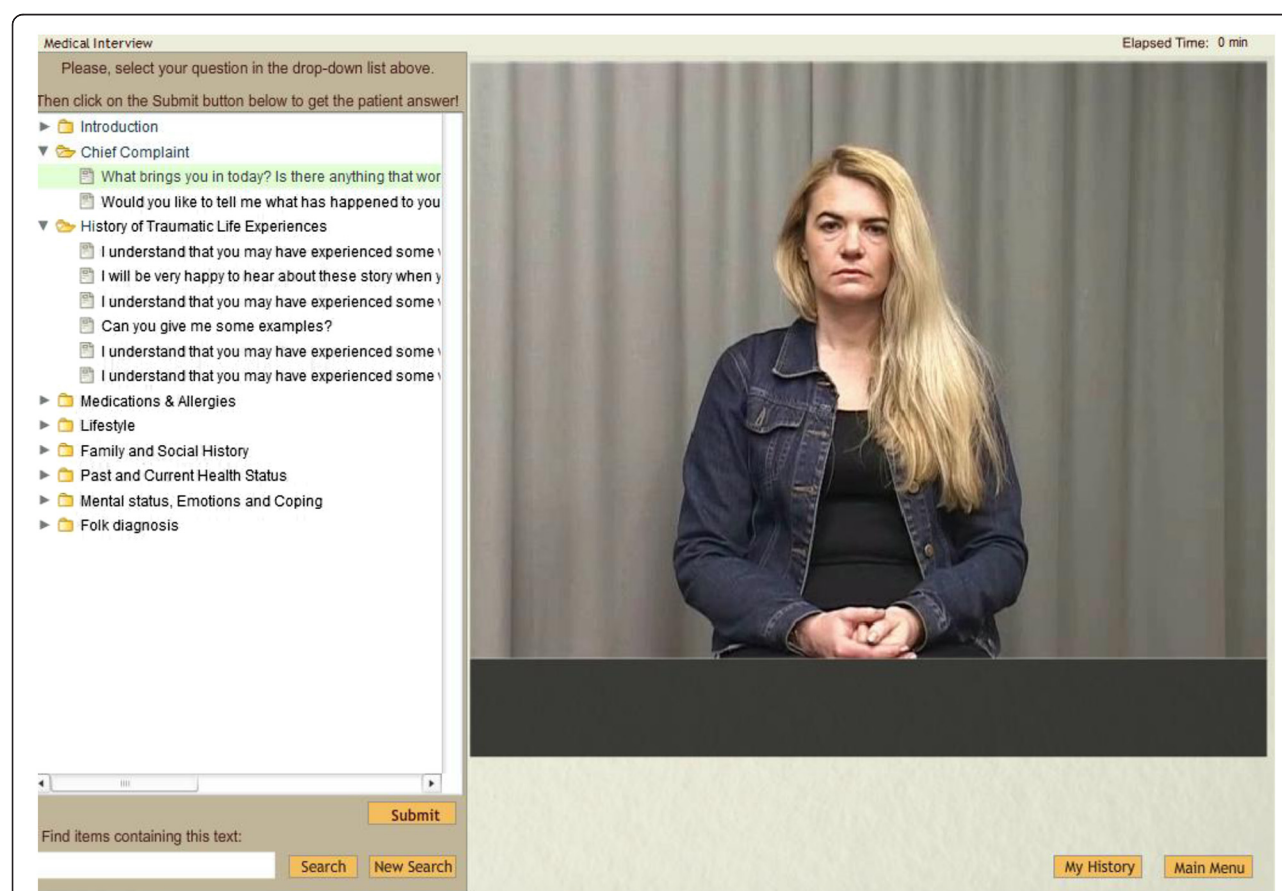 Medical Interview
Elapsed Time: 0 min
Please, select your question in the drop-down list above.
Then click on the Submit button below to get the patient answer!
Introduction
Chief Complaint
What brings you in today? Is there anything that wor
Would you like to tell me what has happened to you
History of Traumatic Life Experiences
I understand that you may have experienced some
I will be very happy to hear about these story when y
I understand that you may have experienced some
Can you give me some examples?
I understand that you may have experienced some
I understand that you may have experienced some
Medications & Allergies
Lifestyle
Family and Social History
Past and Current Health Status
Mental status, Emotions and Coping
Folk diagnosis
Submit
Find items containing this text:
Search
New Search
My History
Main Menu